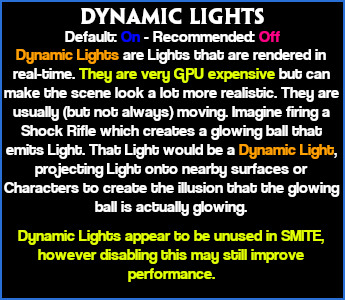 DYNAMIC LIGHTS
Default: On - Recommended: Off
Dynamic Lights are Lights that are rendered in
real-time. They are very GPU expensive but can
make the scene look a lot more realistic. They are
usually (but not always) moving. Imagine firing a
Shock Rifle which creates a glowing ball that
emits Light. That Light would be a Dynamic Light,
projecting Light onto nearby surfaces or
Characters to create the illusion that the glowing
ball is actually glowing.
Dynamic Lights appear to be unused in SMITE,
however disabling this may still improve
performance.